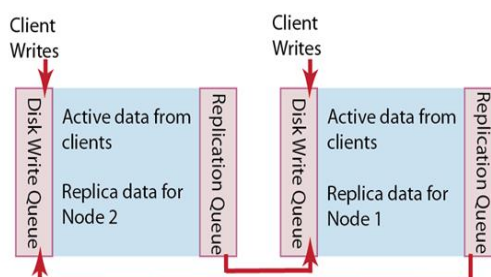 Client
Writes
Client
Writes
Disk Write Queue
Active data from
clients
Replica data for
Node 2
Replication Queue
Disk Write Queue
Active data from
clients
Replica data for
Node 1
Replication Queue